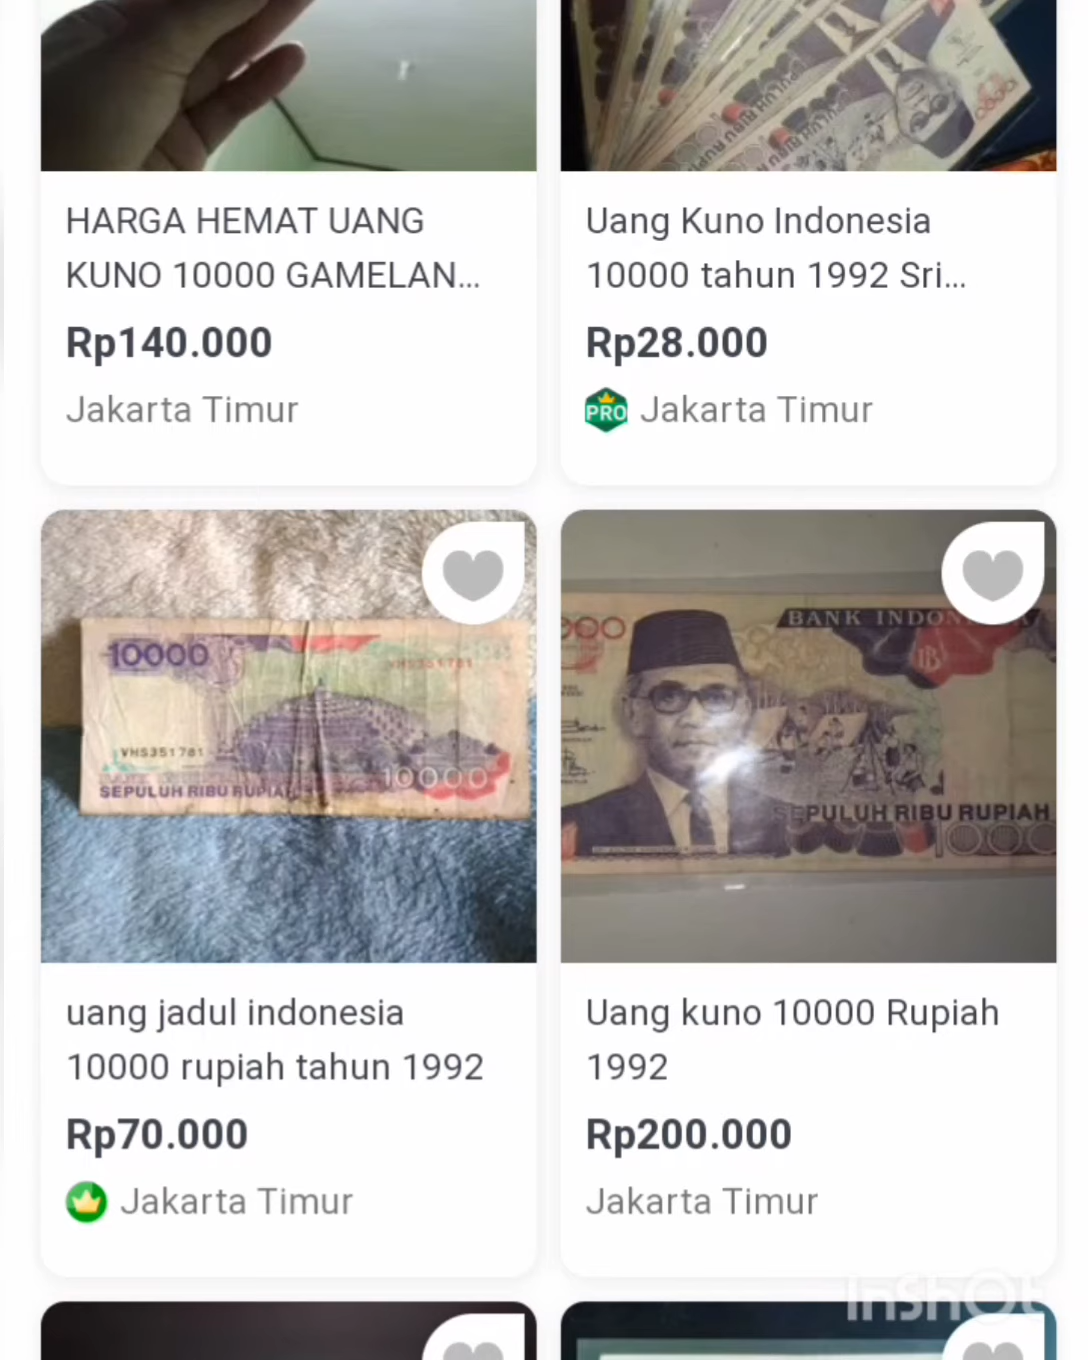 HARGA HEMAT UANG
KUNO 10000 GAMELAN...
Rp140.000
Jakarta Timur
Uang Kuno Indonesia
10000 tahun 1992 Sri...
Rp28.000
PRO Jakarta Timur
10000
VHS351781
VHS351781
10000
SEPULUH RIBU RUPIAH
uang jadul indonesia
10000 rupiah tahun 1992
Rp70.000
Jakarta Timur
BANK INDON
SEPULUH RIBU RUPIAH
Uang kuno 10000 Rupiah
1992
Rp200.000
Jakarta Timur
InShOt